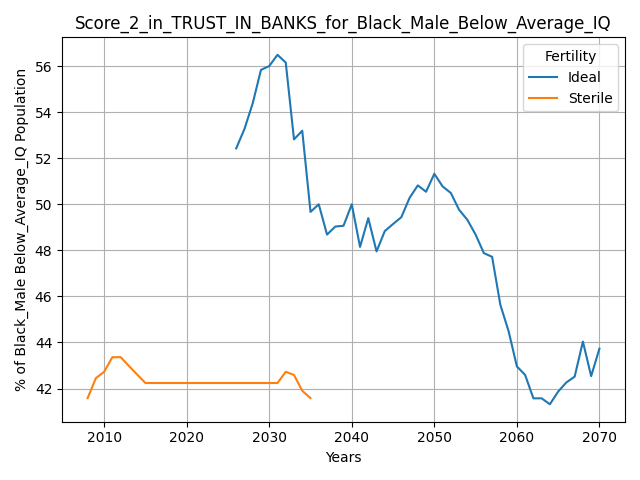 Score_2_in_TRUST_IN_BANKS_for_Black_Male_Below_Average_IQ
Fertility
Ideal
Sterile
% of Black_Male Below_Average_IQ Population
56
54
52
50
48
46
44
42
2010 2020 2030 2040 2050 2060 2070
Years